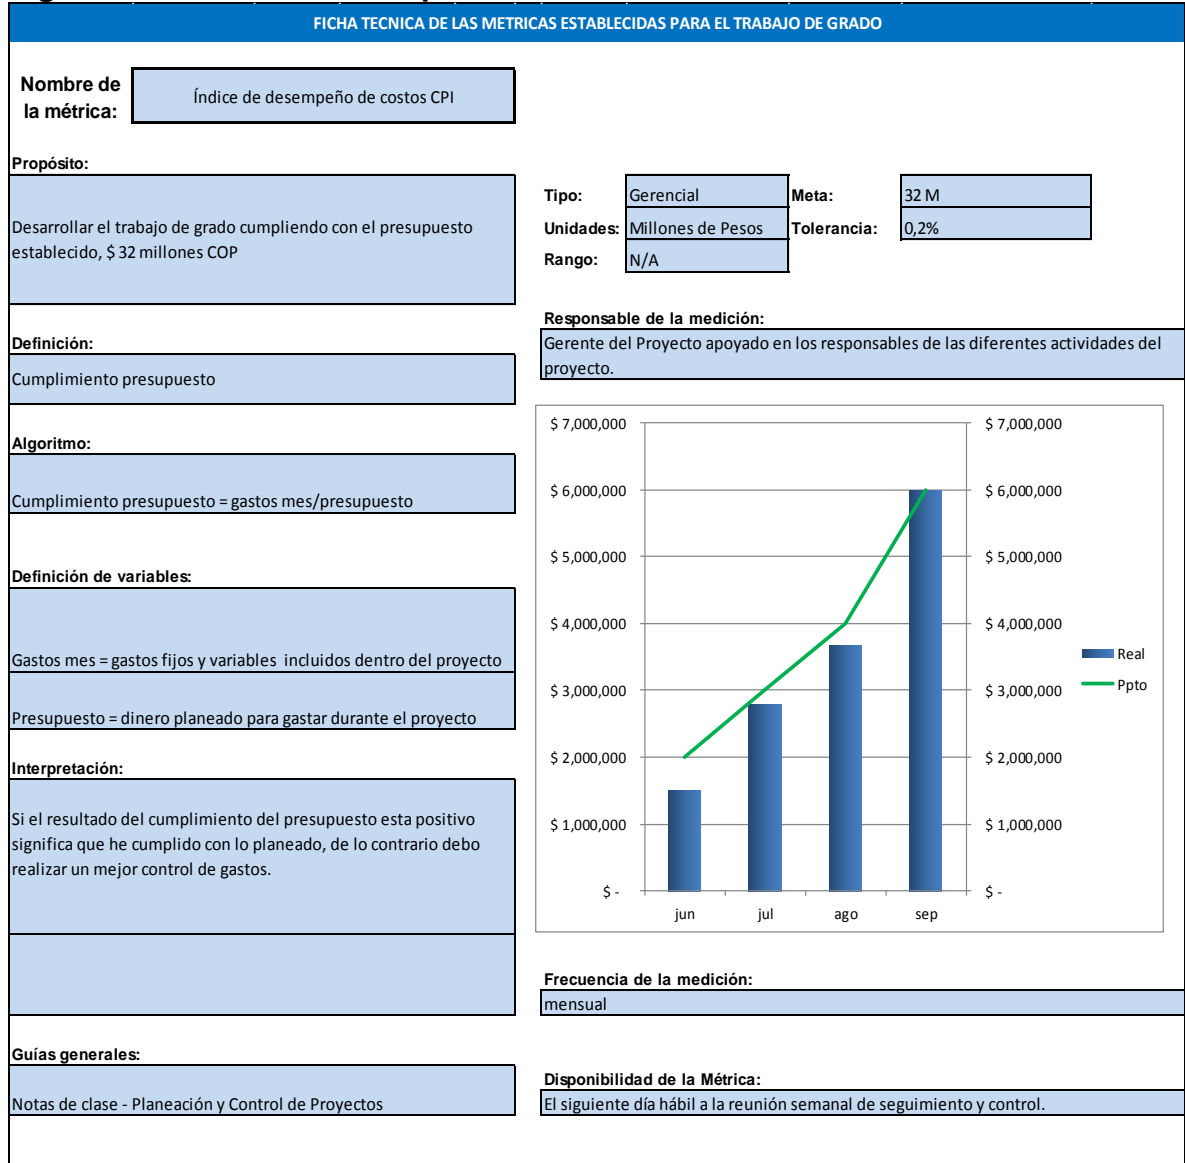 FICHA TECNICA DE LAS METRICAS ESTABLECIDAS PARA EL TRABAJO DE GRADO
Nombre de
la métrica:
Índice de desempeño de costos CPI
Propósito:
Desarrollar el trabajo de grado cumpliendo con el presupuesto
establecido, $ 32 millones COP
Tipo: Gerencial Meta: 32 M
Unidades: Millones de Pesos Tolerancia: 0,2%
Rango: N/A
Responsable de la medición:
Gerente del Proyecto apoyado en los responsables de las diferentes actividades del
proyecto.
Definición:
Cumplimiento presupuesto
Algoritmo:
Cumplimiento presupuesto = gastos mes/presupuesto
Definición de variables:
Gastos mes = gastos fijos y variables incluidos dentro del proyecto
Presupuesto = dinero planeado para gastar durante el proyecto
Interpretación:
Si el resultado del cumplimiento del presupuesto esta positivo
significa que he cumplido con lo planeado, de lo contrario debo
realizar un mejor control de gastos.
$ 7,000,000 $ 7,000,000
$ 6,000,000 $ 6,000,000
$ 5,000,000 $ 5,000,000
$ 4,000,000 $ 4,000,000
$ 3,000,000 $ 3,000,000
$ 2,000,000 $ 2,000,000
$ 1,000,000 $ 1,000,000
$ - $ -
jun jul ago sep
Real
Ppto
Frecuencia de la medición:
mensual
Guías generales:
Notas de clase - Planeación y Control de Proyectos
Disponibilidad de la Métrica:
El siguiente día hábil a la reunión semanal de seguimiento y control.